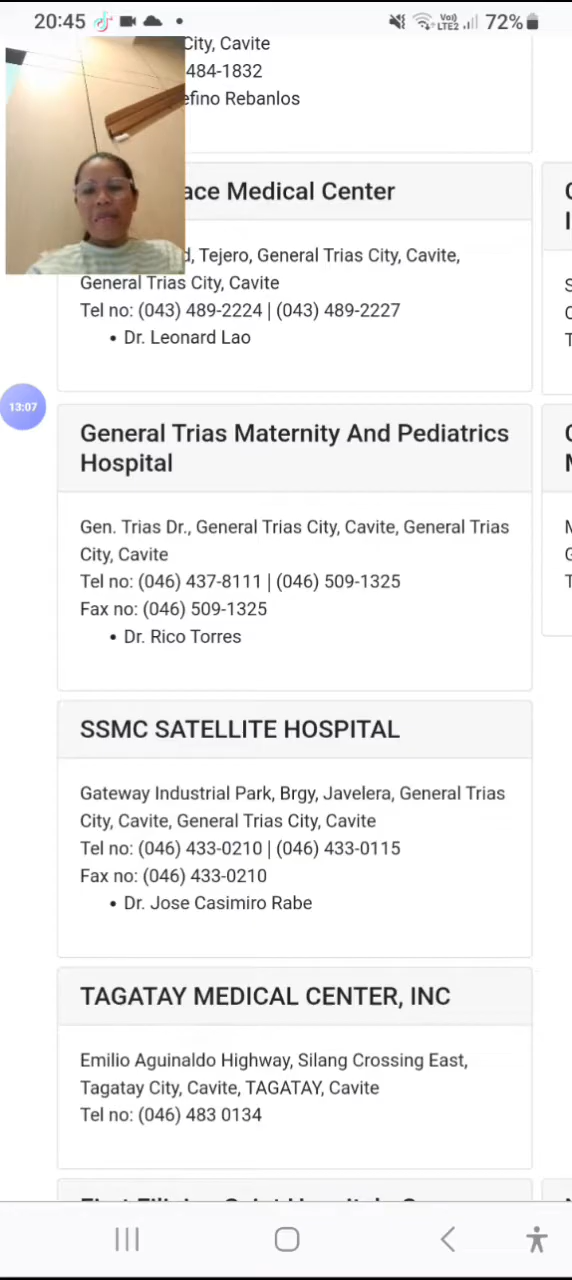 20:45
Vo)) LTE2 72%
City, Cavite
484-1832
efino Rebanlos
ace Medical Center
d, Tejero, General Trias City, Cavite,
General Trias City, Cavite
Tel no: (043) 489-2224 | (043) 489-2227
• Dr. Leonard Lao
13:07
General Trias Maternity And Pediatrics
Hospital
Gen. Trias Dr., General Trias City, Cavite, General Trias
City, Cavite
Tel no: (046) 437-8111 | (046) 509-1325
Fax no: (046) 509-1325
• Dr. Rico Torres
SSMC SATELLITE HOSPITAL
Gateway Industrial Park, Brgy, Javelera, General Trias
City, Cavite, General Trias City, Cavite
Tel no: (046) 433-0210 | (046) 433-0115
Fax no: (046) 433-0210
• Dr. Jose Casimiro Rabe
TAGATAY MEDICAL CENTER, INC
Emilio Aguinaldo Highway, Silang Crossing East,
Tagatay City, Cavite, TAGATAY, Cavite
Tel no: (046) 483 0134